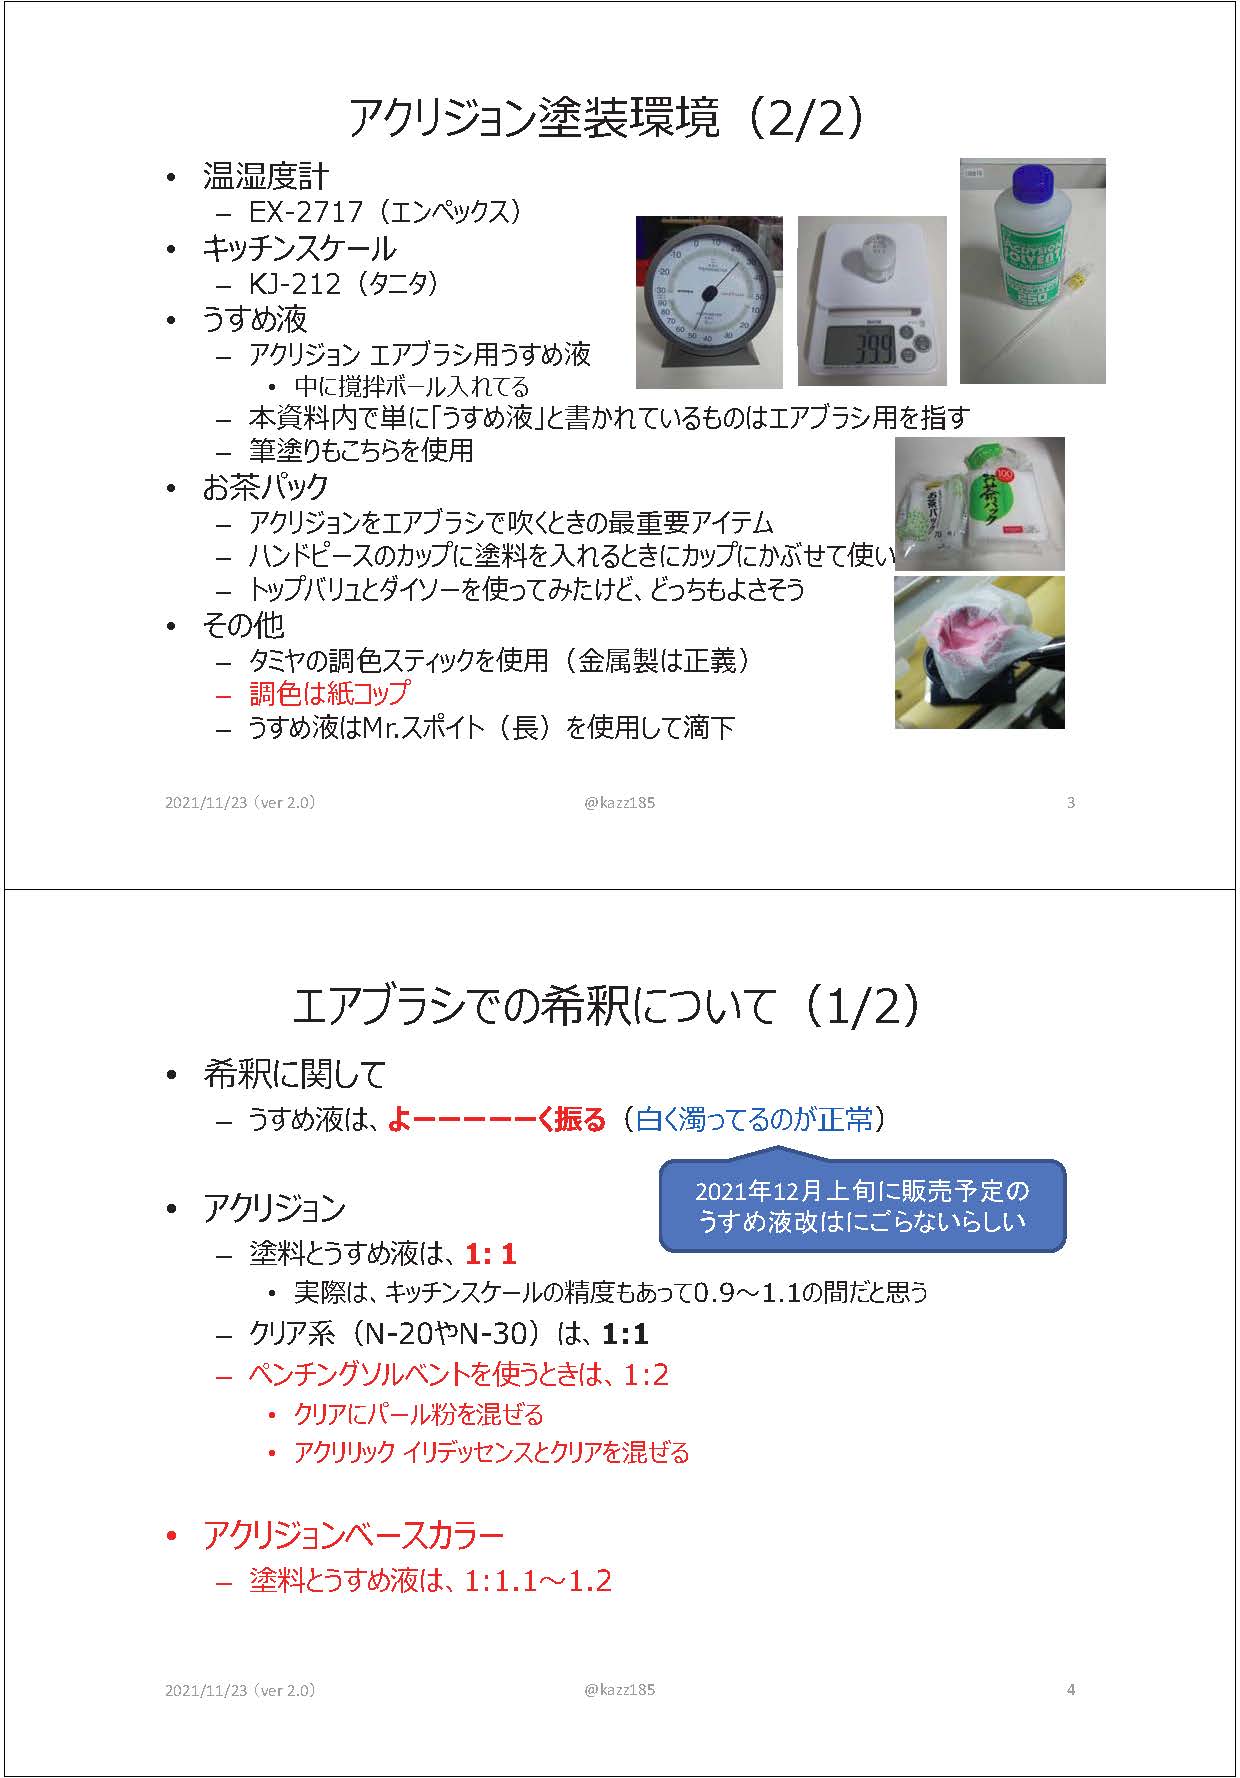 アクリジョン塗装環境（2/2）
• 温湿度計
– EX-2717（エンペックス）
• キッチンスケール
– KJ-212（タニタ）
• うすめ液
– アクリジョン エアブラシ用うすめ液
• 中に撹拌ボール入れてる
– 本資料内で単に「うすめ液」と書かれているものはエアブラシ用を指す
– 筆塗りもこちらを使用
• お茶パック
– アクリジョンをエアブラシで吹くときの最重要アイテム
– ハンドピースのカップに塗料を入れるときにカップにかぶせて使い
– トップバリュとダイソーを使ってみたけど、どっちもよさそう
• その他
– タミヤの調色スティックを使用（金属製は正義）
– 調色は紙コップ
– うすめ液はMr.スポイト（長）を使用して滴下
39.9
SOLVENT
250
お茶パック
お茶パック
100
2021/11/23（ver 2.0）
@kazz185
3
エアブラシでの希釈について（1/2）
• 希釈に関して
– うすめ液は、よーーーーーく振る（白く濁ってるのが正常）
2021年12月上旬に販売予定の
うすめ液改はにごらないらしい
• アクリジョン
– 塗料とうすめ液は、1: 1
• 実際は、キッチンスケールの精度もあって0.9～1.1の間だと思う
– クリア系（N-20やN-30）は、1:1
– ペンチングソルベントを使うときは、1:2
• クリアにパール粉を混ぜる
• アクリリック イリデッセンスとクリアを混ぜる
• アクリジョンベースカラー
– 塗料とうすめ液は、1:1.1～1.2
2021/11/23（ver 2.0）
@kazz185
4